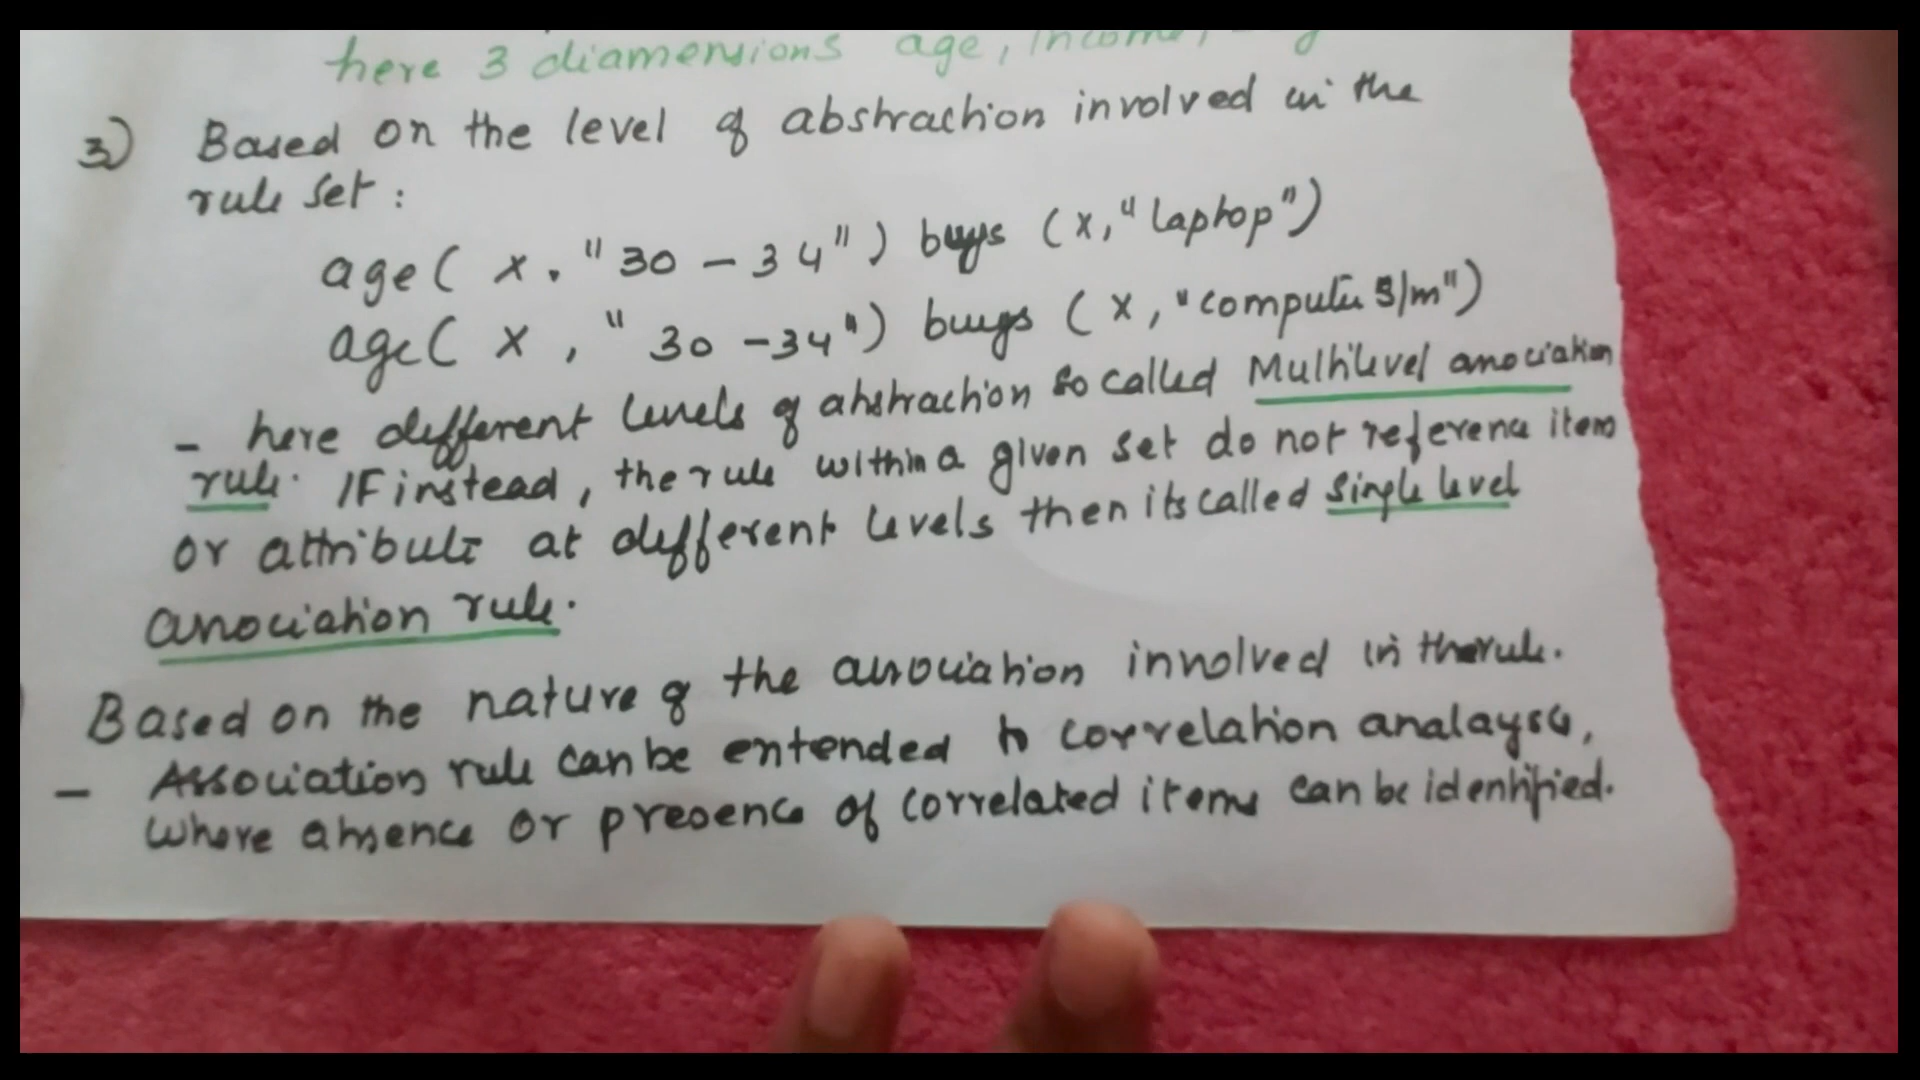 here 3 diamensions age, income,
3) Based on the level of abstraction involved in the
rule set :
age ( x . "30 - 34") buys (x, "laptop")
age ( x , " 30 -34") buys ( x, "computer s/m")
- here different levels of abstraction so called Multilevel association
rule. IF instead, the rule within a given set do not reference items
or attribute at different levels then its called single level
association rule.
Based on the nature of the association involved in the rule.
- Association rule can be entended to correlation analaysis,
where absence or presence of correlated items can be identified.